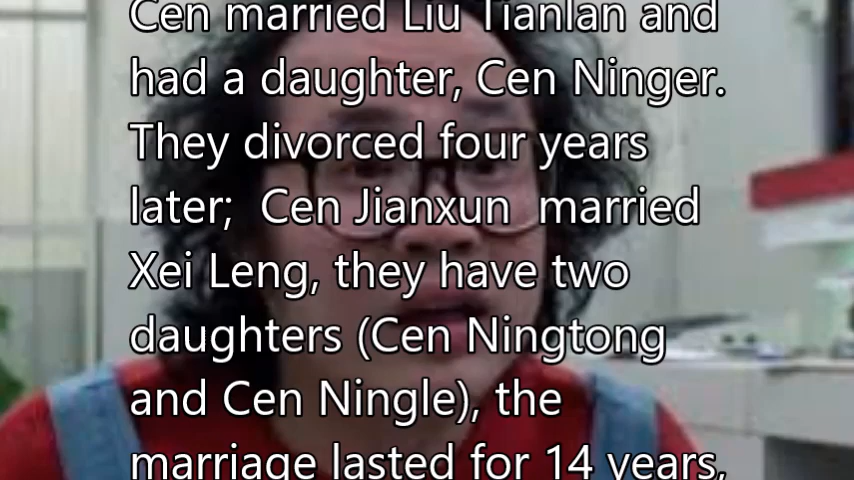 Cen married Liu Tianlan and
had a daughter, Cen Ninger.
They divorced four years
later;  Cen Jianxun  married
Xei Leng, they have two
daughters (Cen Ningtong
and Cen Ningle), the
marriage lasted for 14 years,